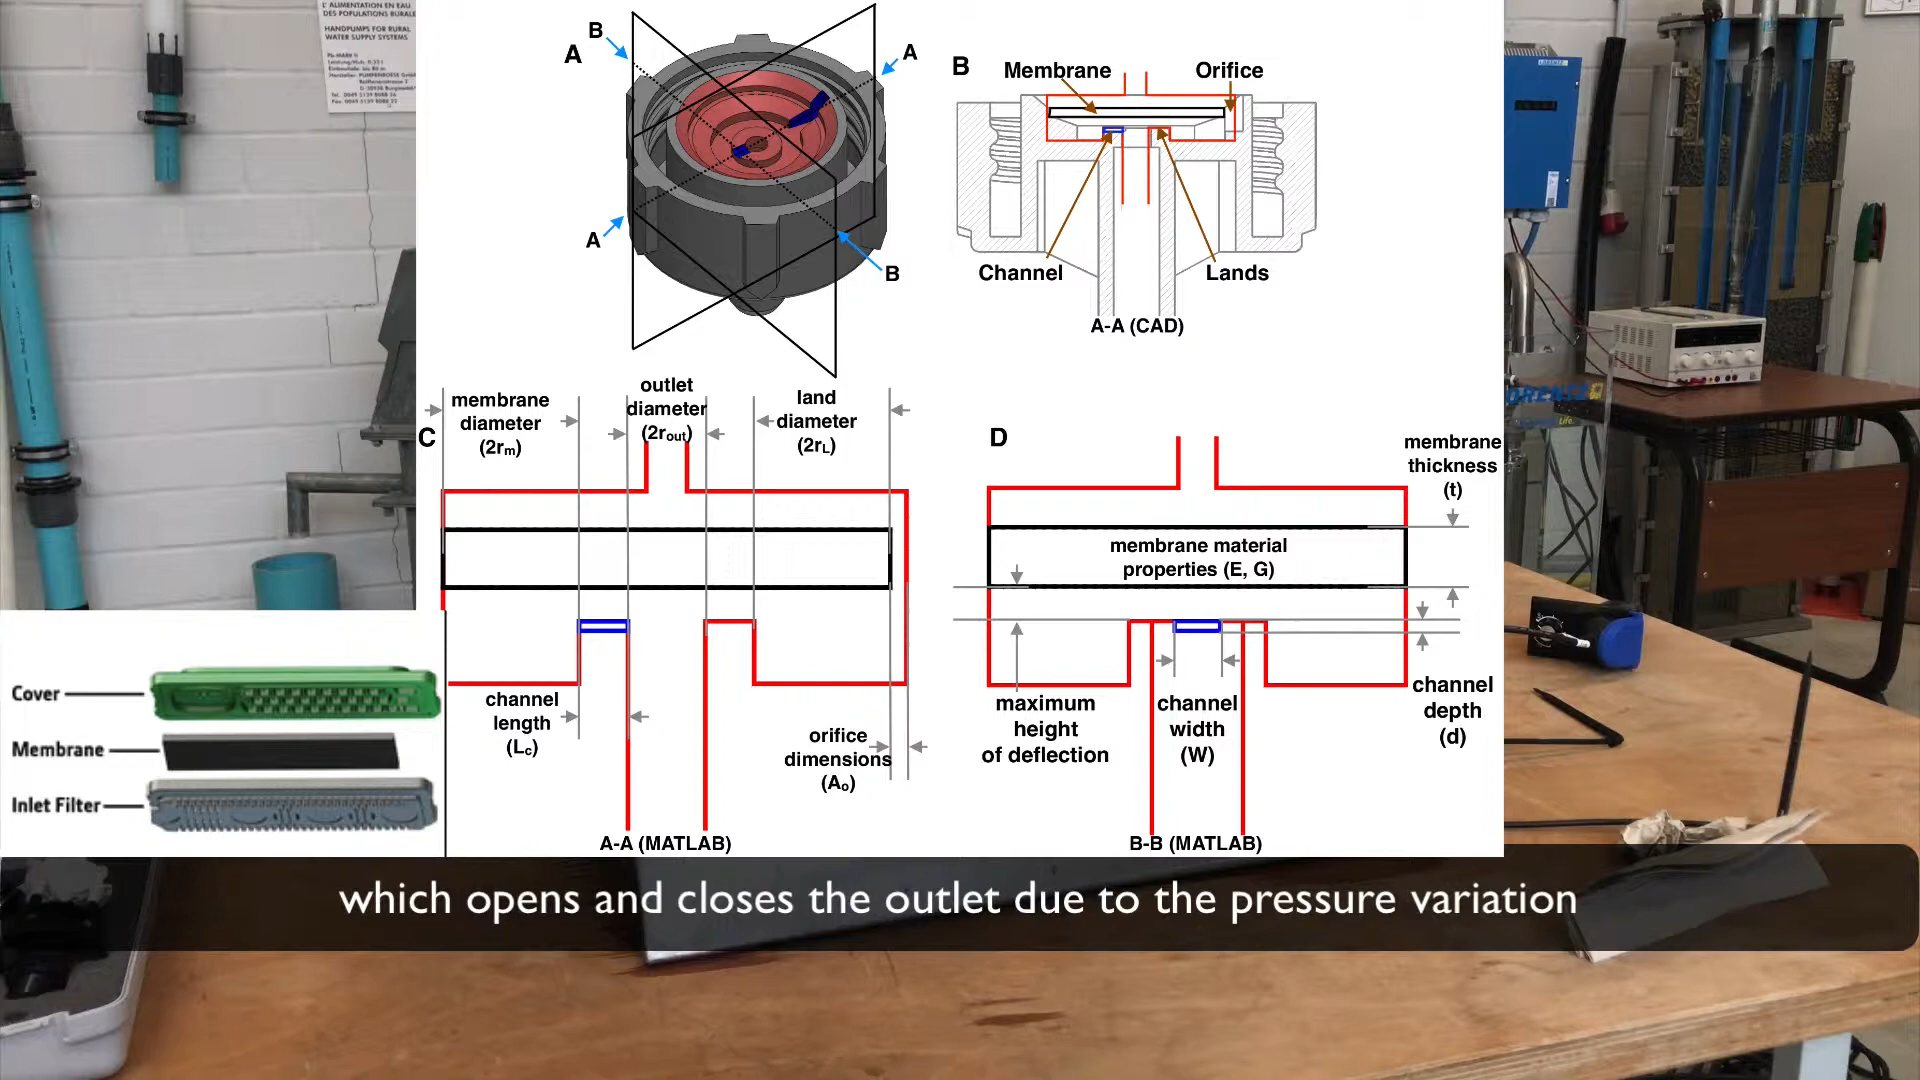 L' ALIMENTATION EN EAU
DES POPULATIONS RURALE
HANDPUMPS FOR RURAL
WATER SUPPLY SYSTEMS
A
B
A
A
B
B
Membrane
Orifice
Channel
Lands
A-A (CAD)
C
membrane
diameter
(2rm)
outlet
diameter
(2rout)
land
diameter
(2rL)
channel
length
(Lc)
orifice
dimensions
(Ao)
A-A (MATLAB)
D
membrane
thickness
(t)
membrane material
properties (E, G)
maximum
height
of deflection
channel
width
(W)
channel
depth
(d)
B-B (MATLAB)
Cover
Membrane
Inlet Filter
LORENTZ
which opens and closes the outlet due to the pressure variation